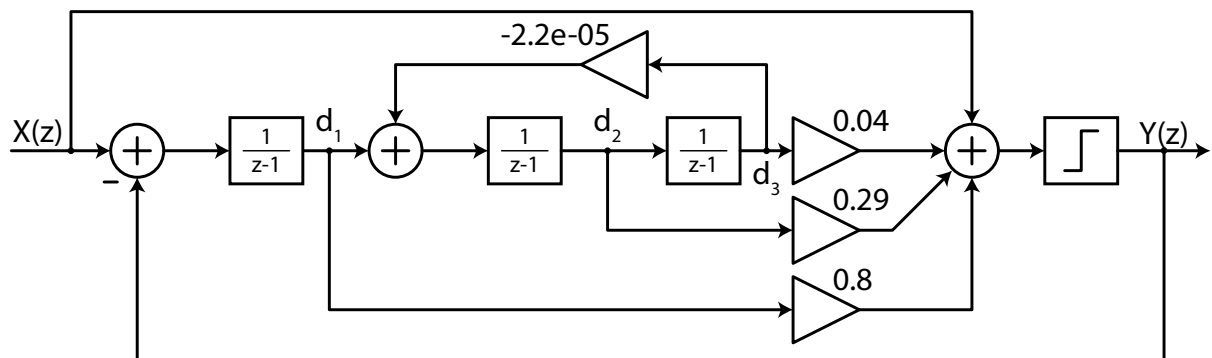 -2.2e-05
X(z)
−
1
z-1
d1
+
+
1
z-1
d2
1
z-1
d3
0.04
0.29
0.8
+
Y(z)